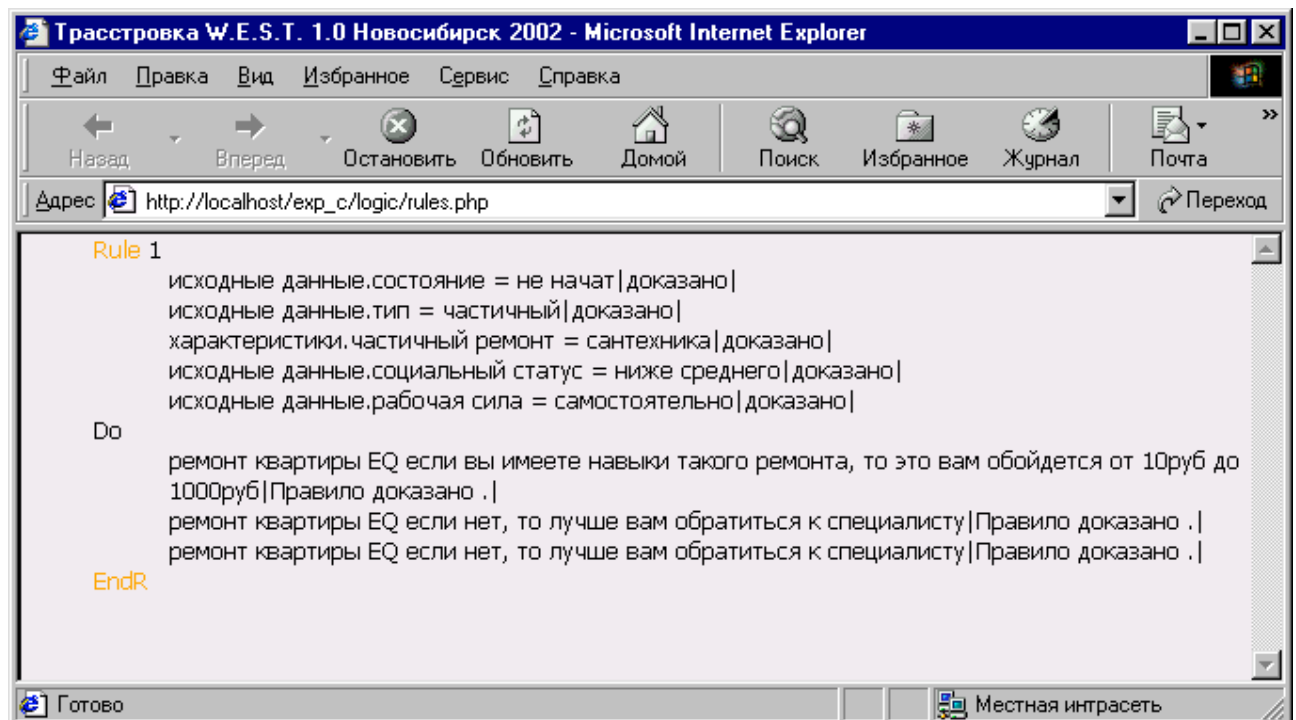 Трасстровка W.E.S.T. 1.0 Новосибирск 2002 - Microsoft Internet Explorer
Файл Правка Вид Избранное Сервис Справка
Назад Вперед Остановить Обновить Домой Поиск Избранное Журнал Почта »
Адрес http://localhost/exp_c/logic/rules.php Переход
Rule 1
исходные данные.состояние = не начат|доказано|
исходные данные.тип = частичный|доказано|
характеристики.частичный ремонт = сантехника|доказано|
исходные данные.социальный статус = ниже среднего|доказано|
исходные данные.рабочая сила = самостоятельно|доказано|
Do
ремонт квартиры EQ если вы имеете навыки такого ремонта, то это вам обойдется от 10руб до
1000руб|Правило доказано .|
ремонт квартиры EQ если нет, то лучше вам обратиться к специалисту|Правило доказано .|
ремонт квартиры EQ если нет, то лучше вам обратиться к специалисту|Правило доказано .|
EndR
Готово Местная интрасеть